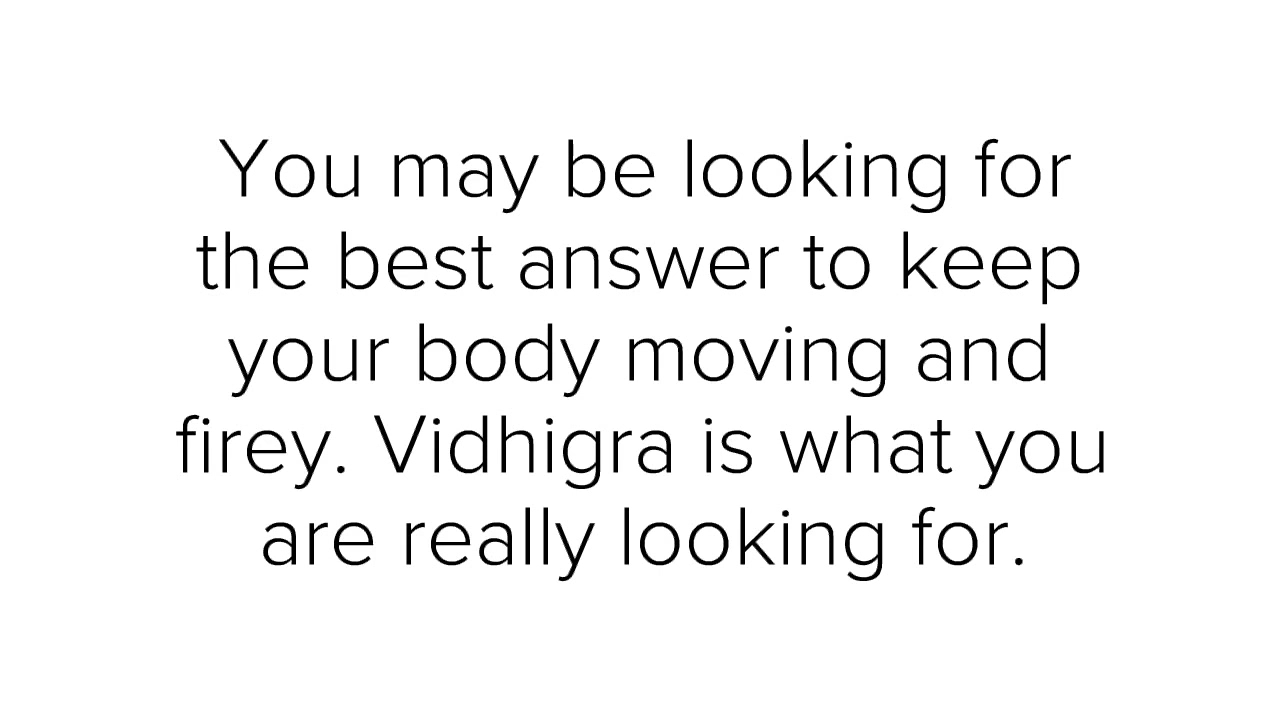 You may be looking for
the best answer to keep
your body moving and
firey. Vidhigra is what you
are really looking for.